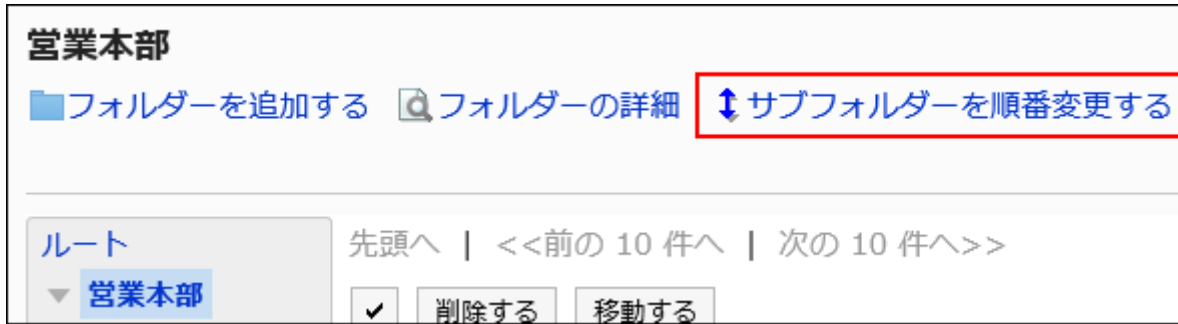 営業本部
フォルダーを追加する フォルダーの詳細 サブフォルダーを順番変更する
ルート
先頭へ | <<前の 10 件へ | 次の 10 件へ>>
営業本部
削除する 移動する